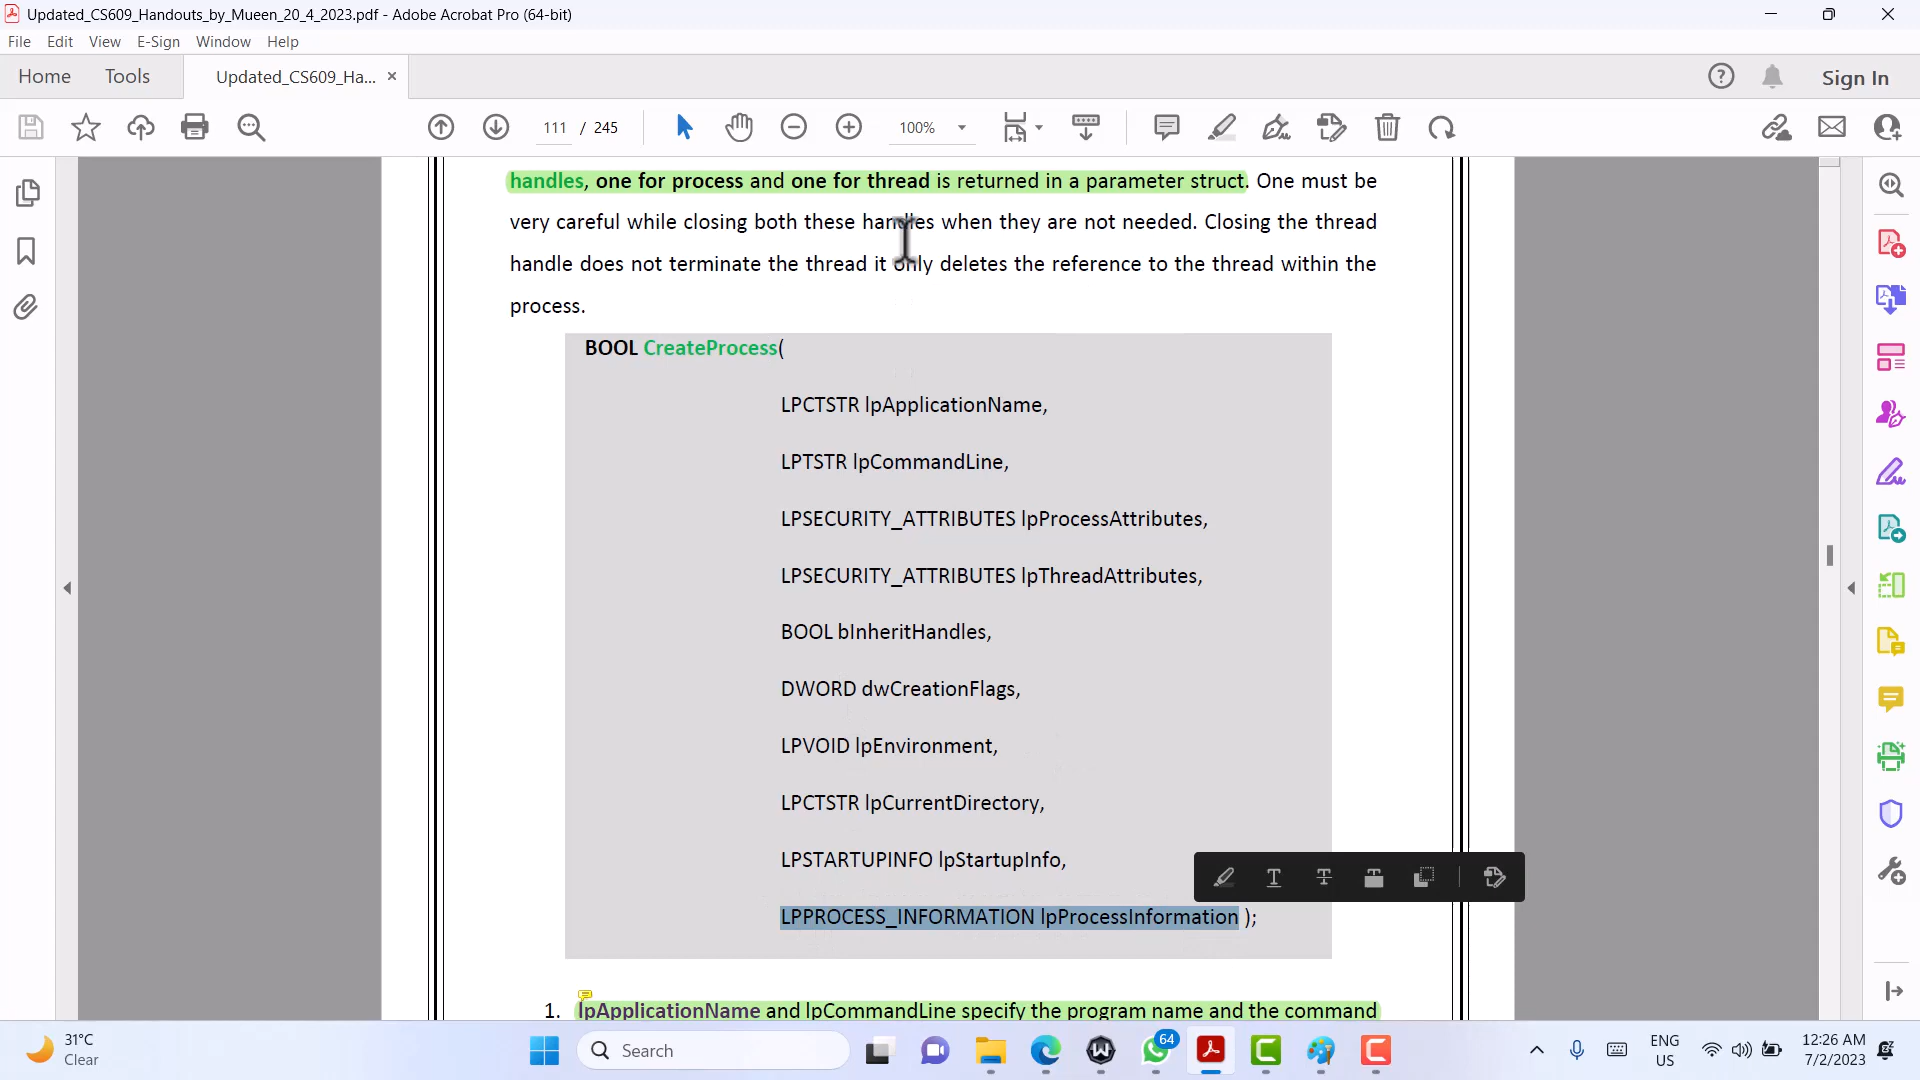 Updated_CS609_Handouts_by_Mueen_20_4_2023.pdf - Adobe Acrobat Pro (64-bit)
File Edit View E-Sign Window Help
Home Tools Updated_CS609_Ha... Sign In
111 / 245 100%
handles, one for process and one for thread is returned in a parameter struct. One must be
very careful while closing both these handles when they are not needed. Closing the thread
handle does not terminate the thread it only deletes the reference to the thread within the
process.
BOOL CreateProcess(
LPCTSTR lpApplicationName,
LPTSTR lpCommandLine,
LPSECURITY_ATTRIBUTES lpProcessAttributes,
LPSECURITY_ATTRIBUTES lpThreadAttributes,
BOOL bInheritHandles,
DWORD dwCreationFlags,
LPVOID lpEnvironment,
LPCTSTR lpCurrentDirectory,
LPSTARTUPINFO lpStartupInfo,
LPPROCESS_INFORMATION lpProcessInformation );
1. lpApplicationName and lpCommandLine specify the program name and the command
31°C
Clear
Search
64
ENG
US
12:26 AM
7/2/2023